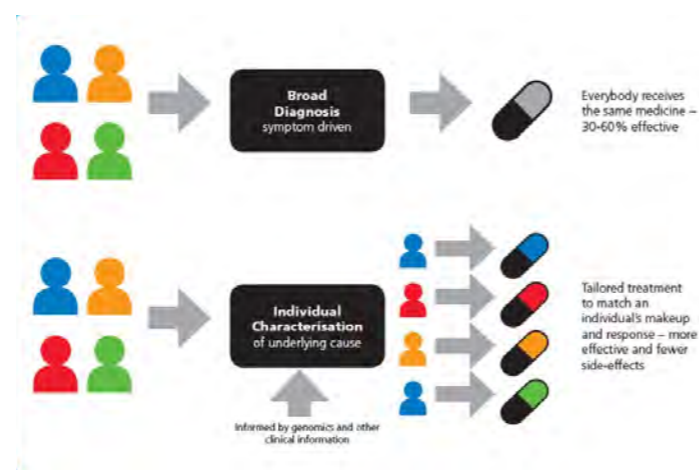 Broad
Diagnosis
symptom driven
Everybody receives
the same medicine –
30-60% effective
Individual
Characterisation
of underlying cause
Informed by genomics and other
clinical information
Tailored treatment
to match an
individual's makeup
and response – more
effective and fewer
side-effects